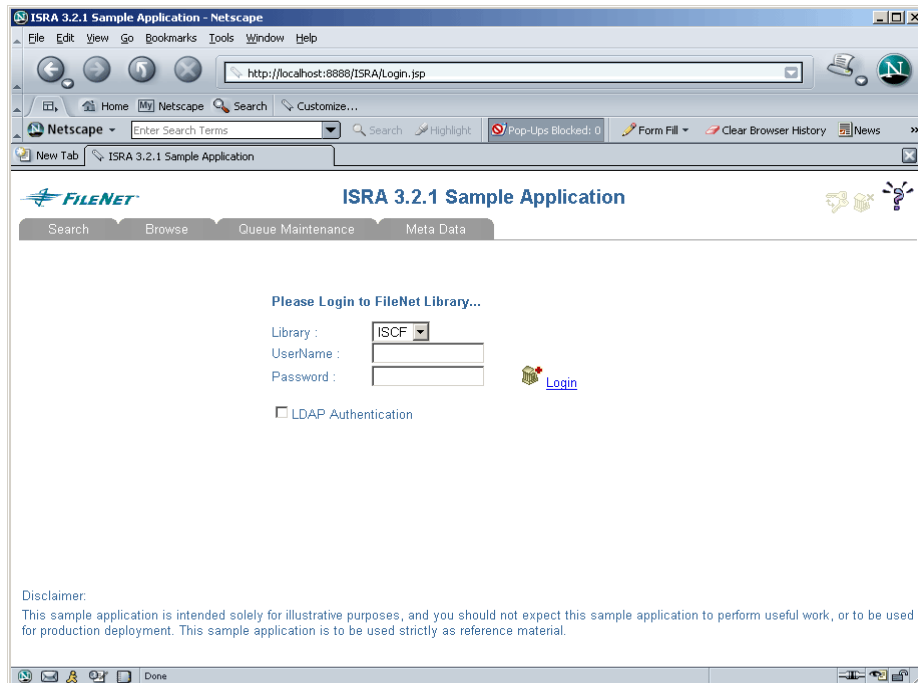 ISRA 3.2.1 Sample Application - Netscape
File Edit View Go Bookmarks Tools Window Help
http://localhost:8888/ISRA/Login.jsp
Home My Netscape Search Customize...
Netscape Enter Search Terms Search Highlight Pop-Ups Blocked: 0 Form Fill Clear Browser History News »
New Tab ISRA 3.2.1 Sample Application
FILENET ISRA 3.2.1 Sample Application
Search Browse Queue Maintenance Meta Data
Please Login to FileNet Library...
Library : ISCF
UserName :
Password : Login
LDAP Authentication
Disclaimer:
This sample application is intended solely for illustrative purposes, and you should not expect this sample application to perform useful work, or to be used
for production deployment. This sample application is to be used strictly as reference material.
Done